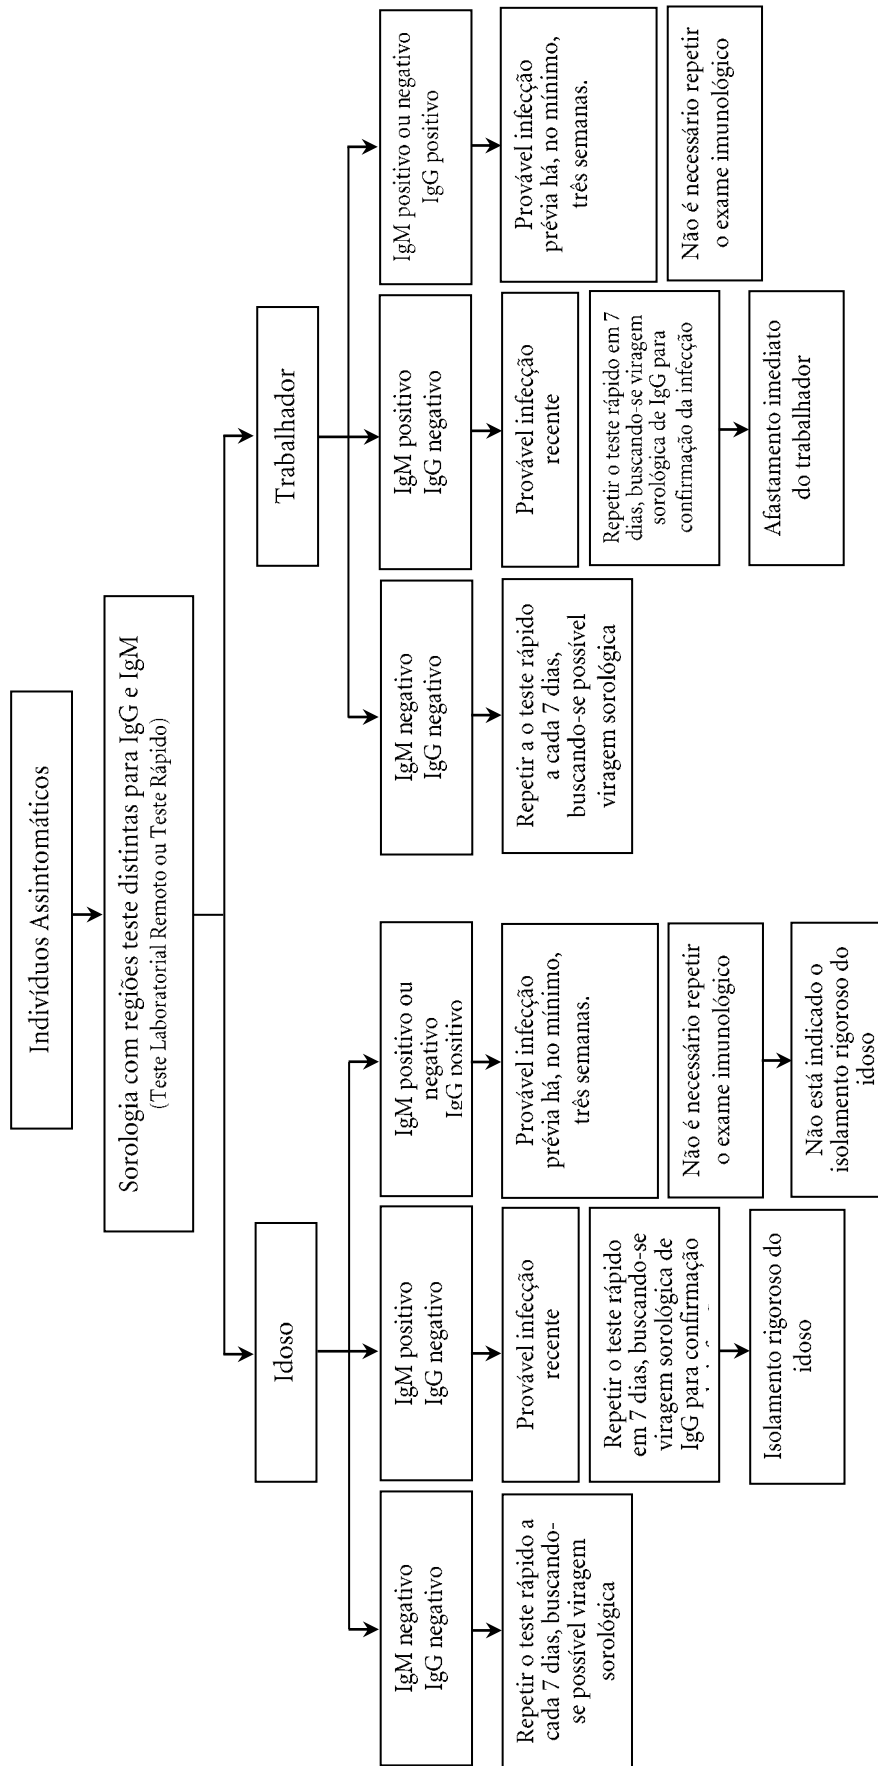 Indivíduos Assintomáticos
Sorologia com regiões teste distintas para IgG e IgM
(Teste Laboratorial Remoto ou Teste Rápido)
Idoso
IgM negativo
IgG negativo
Repetir o teste rápido a
cada 7 dias, buscando-
se possível viragem
sorológica
IgM positivo
IgG negativo
Provável infecção
recente
Repetir o teste rápido
em 7 dias, buscando-se
viragem sorológica de
IgG para confirmação
Isolamento rigoroso do
idoso
IgM positivo ou
negativo
IgG positivo
Provável infecção
prévia há, no mínimo,
três semanas.
Não é necessário repetir
o exame imunológico
Não está indicado o
isolamento rigoroso do
idoso
Trabalhador
IgM negativo
IgG negativo
Repetir a o teste rápido
a cada 7 dias,
buscando-se possível
viragem sorológica
IgM positivo
IgG negativo
Provável infecção
recente
Repetir o teste rápido em 7
dias, buscando-se viragem
sorológica de IgG para
confirmação da infecção
Afastamento imediato
do trabalhador
IgM positivo ou negativo
IgG positivo
Provável infecção
prévia há, no mínimo,
três semanas.
Não é necessário repetir
o exame imunológico